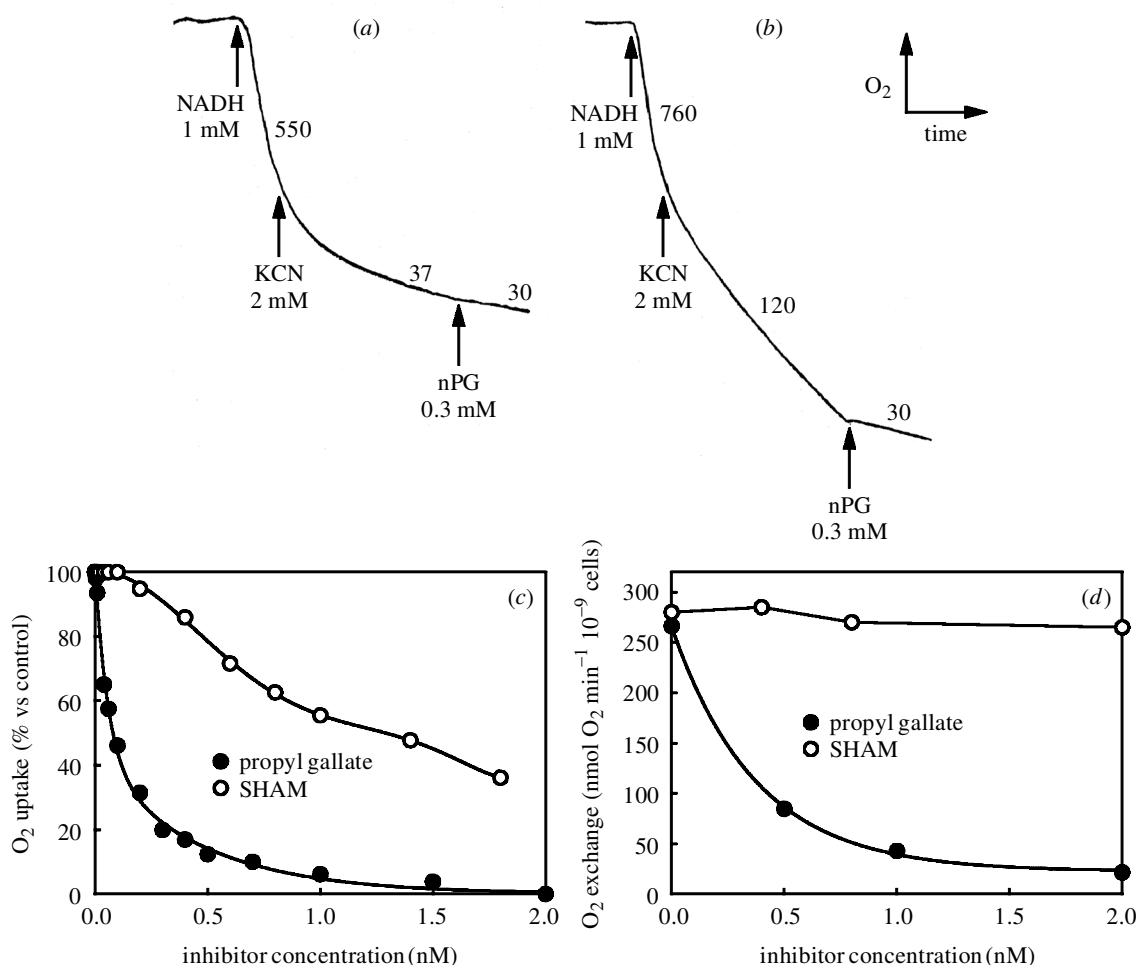 (a)
NADH
1 mM
550
KCN
2 mM
37
30
nPG
0.3 mM
(b)
NADH
1 mM
760
KCN
2 mM
120
30
nPG
0.3 mM
O2
time
(c)
O2 uptake (% vs control)
100
80
60
40
20
0
propyl gallate
SHAM
0.0 0.5 1.0 1.5 2.0
inhibitor concentration (nM)
(d)
O2 exchange (nmol O2 min−1 10−9 cells)
300
250
200
150
100
50
0
propyl gallate
SHAM
0.0 0.5 1.0 1.5 2.0
inhibitor concentration (nM)